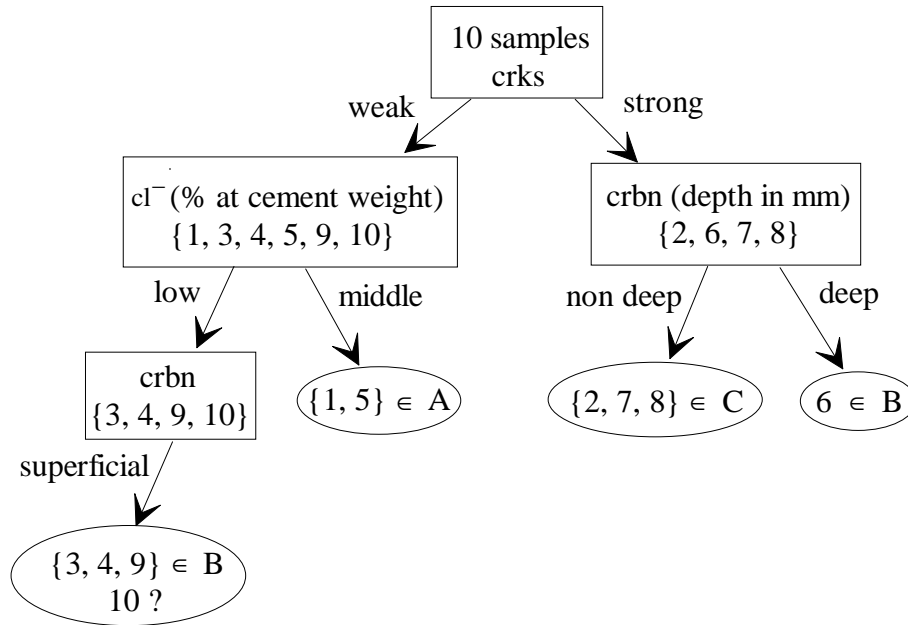 10 samples
crks
weak
strong
cl⁻ (% at cement weight)
{1, 3, 4, 5, 9, 10}
crbn (depth in mm)
{2, 6, 7, 8}
low
middle
non deep
deep
crbn
{3, 4, 9, 10}
{1, 5} ∈ A
{2, 7, 8} ∈ C
6 ∈ B
superficial
{3, 4, 9} ∈ B
10 ?